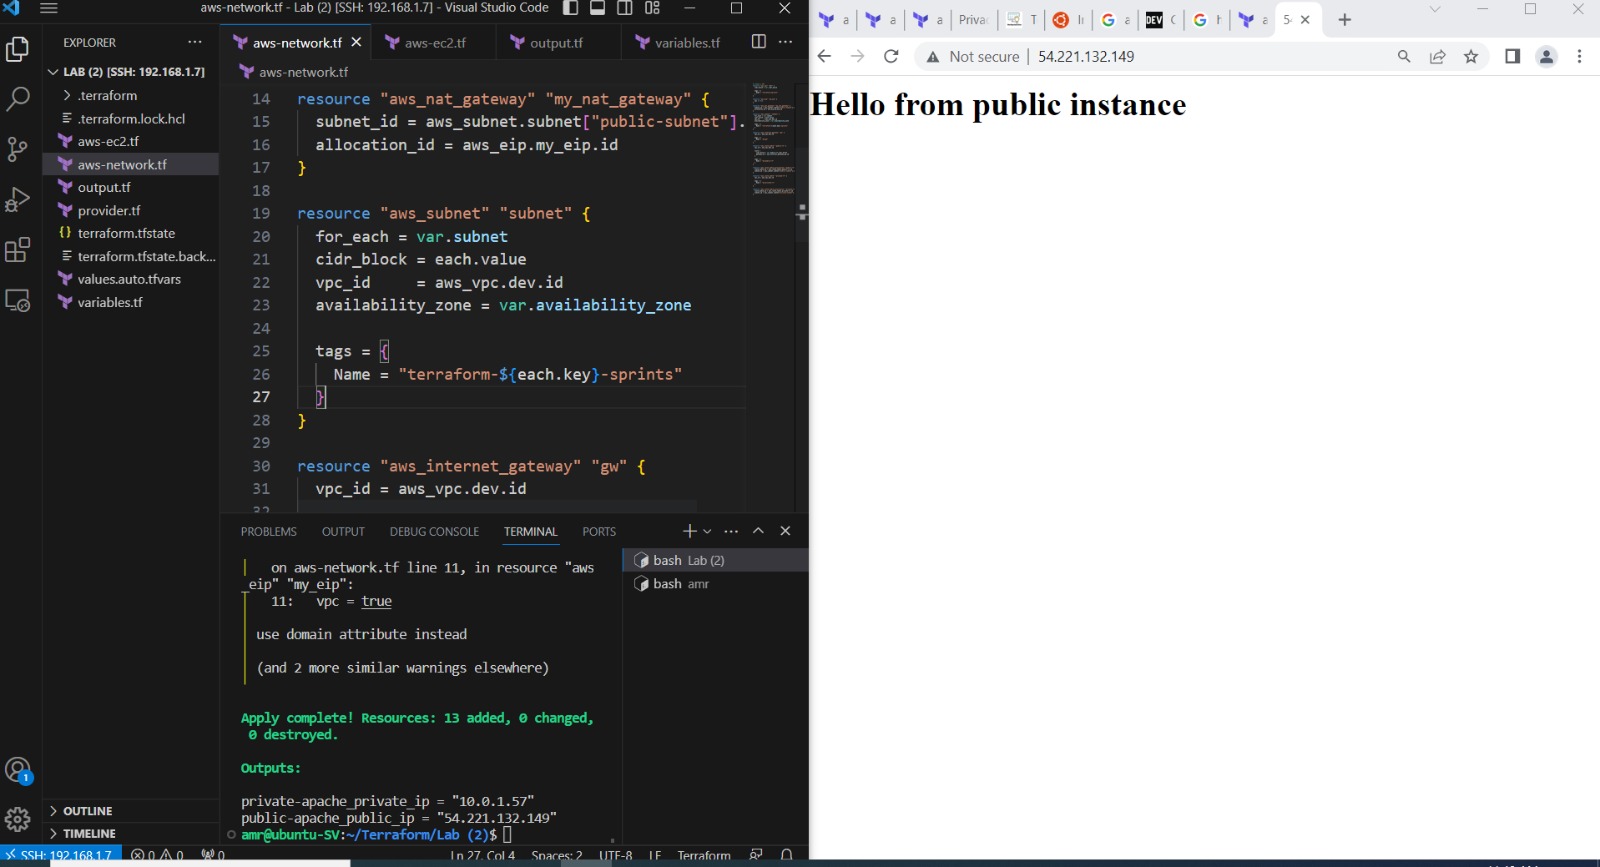 aws-network.tf - Lab (2) [SSH: 192.168.1.7] - Visual Studio Code
EXPLORER
LAB (2) [SSH: 192.168.1.7]
.terraform
.terraform.lock.hcl
aws-ec2.tf
aws-network.tf
output.tf
provider.tf
terraform.tfstate
terraform.tfstate.back...
values.auto.tfvars
variables.tf
OUTLINE
TIMELINE
aws-network.tf aws-ec2.tf output.tf variables.tf
aws-network.tf
14 resource "aws_nat_gateway" "my_nat_gateway" {
15 subnet_id = aws_subnet.subnet["public-subnet"].
16 allocation_id = aws_eip.my_eip.id
17 }
18
19 resource "aws_subnet" "subnet" {
20 for_each = var.subnet
21 cidr_block = each.value
22 vpc_id     = aws_vpc.dev.id
23 availability_zone = var.availability_zone
24
25 tags = {
26 Name = "terraform-${each.key}-sprints"
27 }
28 }
29
30 resource "aws_internet_gateway" "gw" {
31 vpc_id = aws_vpc.dev.id
32
PROBLEMS OUTPUT DEBUG CONSOLE TERMINAL PORTS
bash Lab (2)
bash amr
on aws-network.tf line 11, in resource "aws
_eip" "my_eip":
11:   vpc = true
use domain attribute instead
(and 2 more similar warnings elsewhere)
Apply complete! Resources: 13 added, 0 changed,
0 destroyed.
Outputs:
private-apache_private_ip = "10.0.1.57"
public-apache_public_ip = "54.221.132.149"
amr@ubuntu-SV:~/Terraform/Lab (2)$
1
SSH: 192.168.1.7 0 0 0 Ln 27, Col 4 Spaces: 2 UTF-8 LF Terraform
a a a Priva T a DEV a
Not secure | 54.221.132.149
Hello from public instance